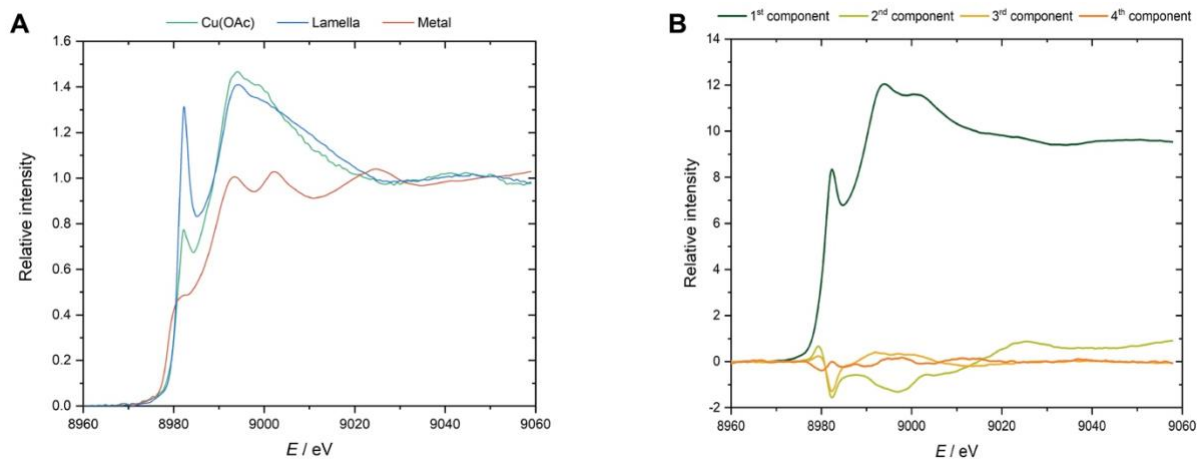 A
Cu(OAc) Lamella Metal
1.6
1.4
1.2
1.0
0.8
0.6
0.4
0.2
0.0
Relative intensity
8960 8980 9000 9020 9040 9060
E / eV
B
1st component 2nd component 3rd component 4th component
14
12
10
8
6
4
2
0
-2
Relative intensity
8960 8980 9000 9020 9040 9060
E / eV